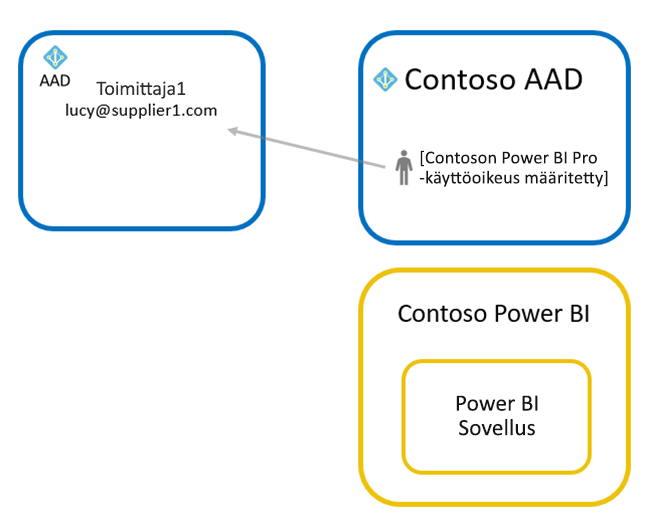 AAD
Toimittaja1
lucy@supplier1.com
Contoso AAD
[Contoson Power BI Pro
-käyttöoikeus määritetty]
Contoso Power BI
Power BI
Sovellus